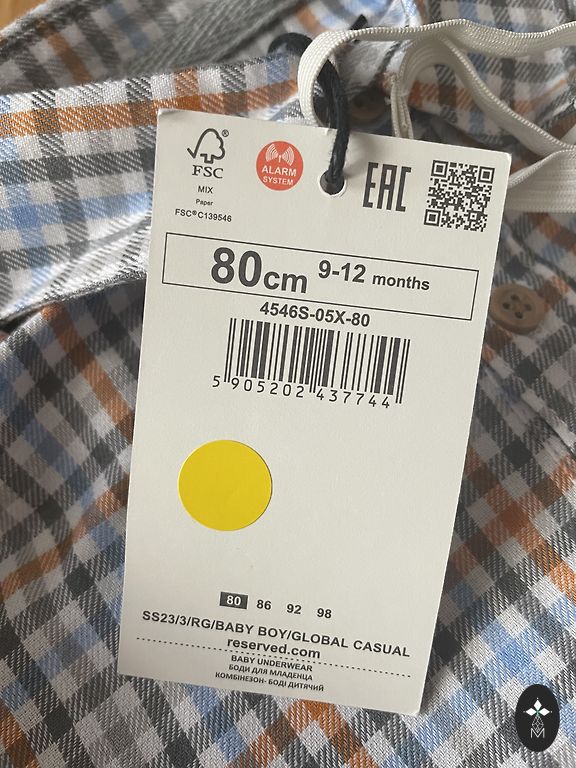 FSC®
MIX
Paper
FSC® C139546
ALARM
SYSTEM
EAC
80cm 9-12 months
4546S-05X-80
5 905202 437744
80 86 92 98
SS23/3/RG/BABY BOY/GLOBAL CASUAL
reserved.com
BABY UNDERWEAR
БОДИ ДЛЯ МЛАДЕНЦА
КОМБІНЕЗОН- БОДІ ДИТЯЧИЙ
M